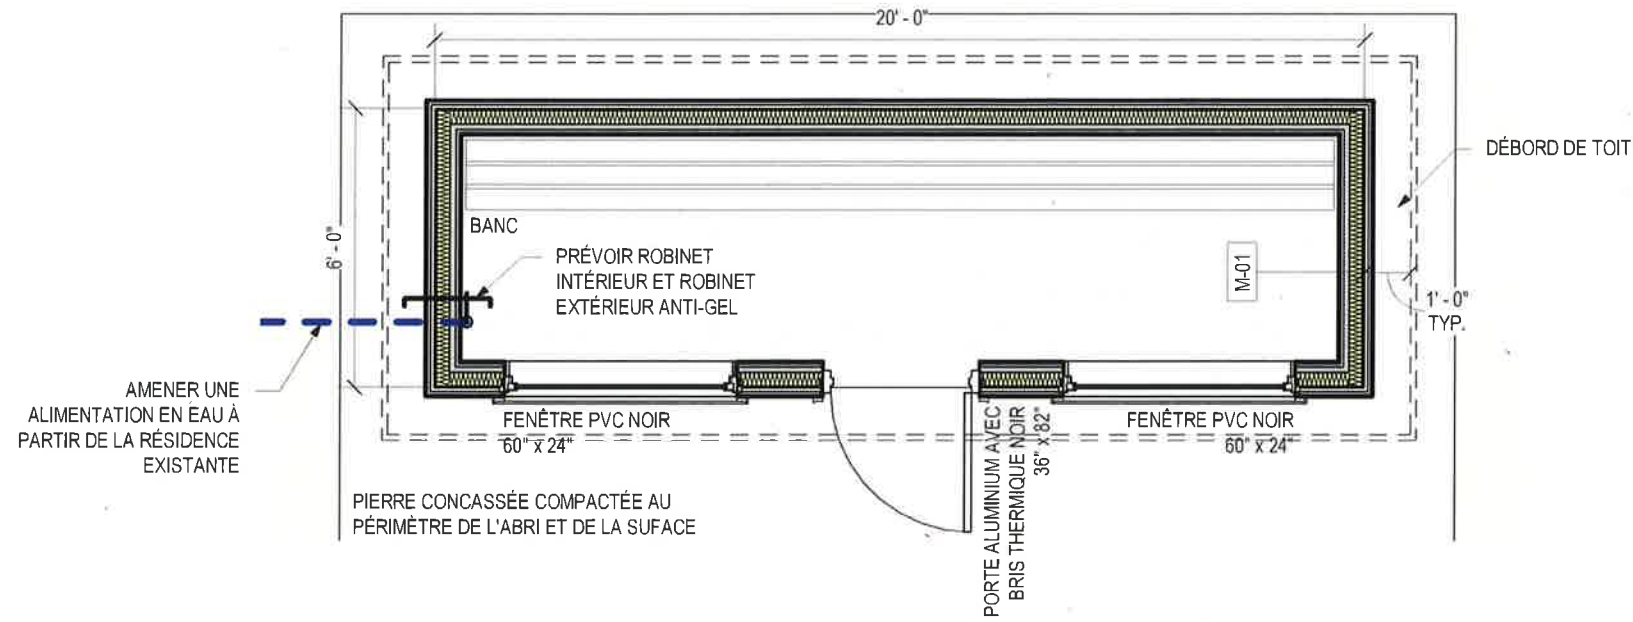 20' - 0"
DÉBORD DE TOIT
6' - 0"
BANC
PRÉVOIR ROBINET
INTÉRIEUR ET ROBINET
EXTÉRIEUR ANTI-GEL
M-01
1' - 0"
TYP.
AMENER UNE
ALIMENTATION EN EAU À
PARTIR DE LA RÉSIDENCE
EXISTANTE
FENÊTRE PVC NOIR
60" x 24"
PORTE ALUMINIUM AVEC
BRIS THERMIQUE NOIR
36" x 82"
FENÊTRE PVC NOIR
60" x 24"
PIERRE CONCASSÉE COMPACTÉE AU
PÉRIMÈTRE DE L'ABRI ET DE LA SUFACE